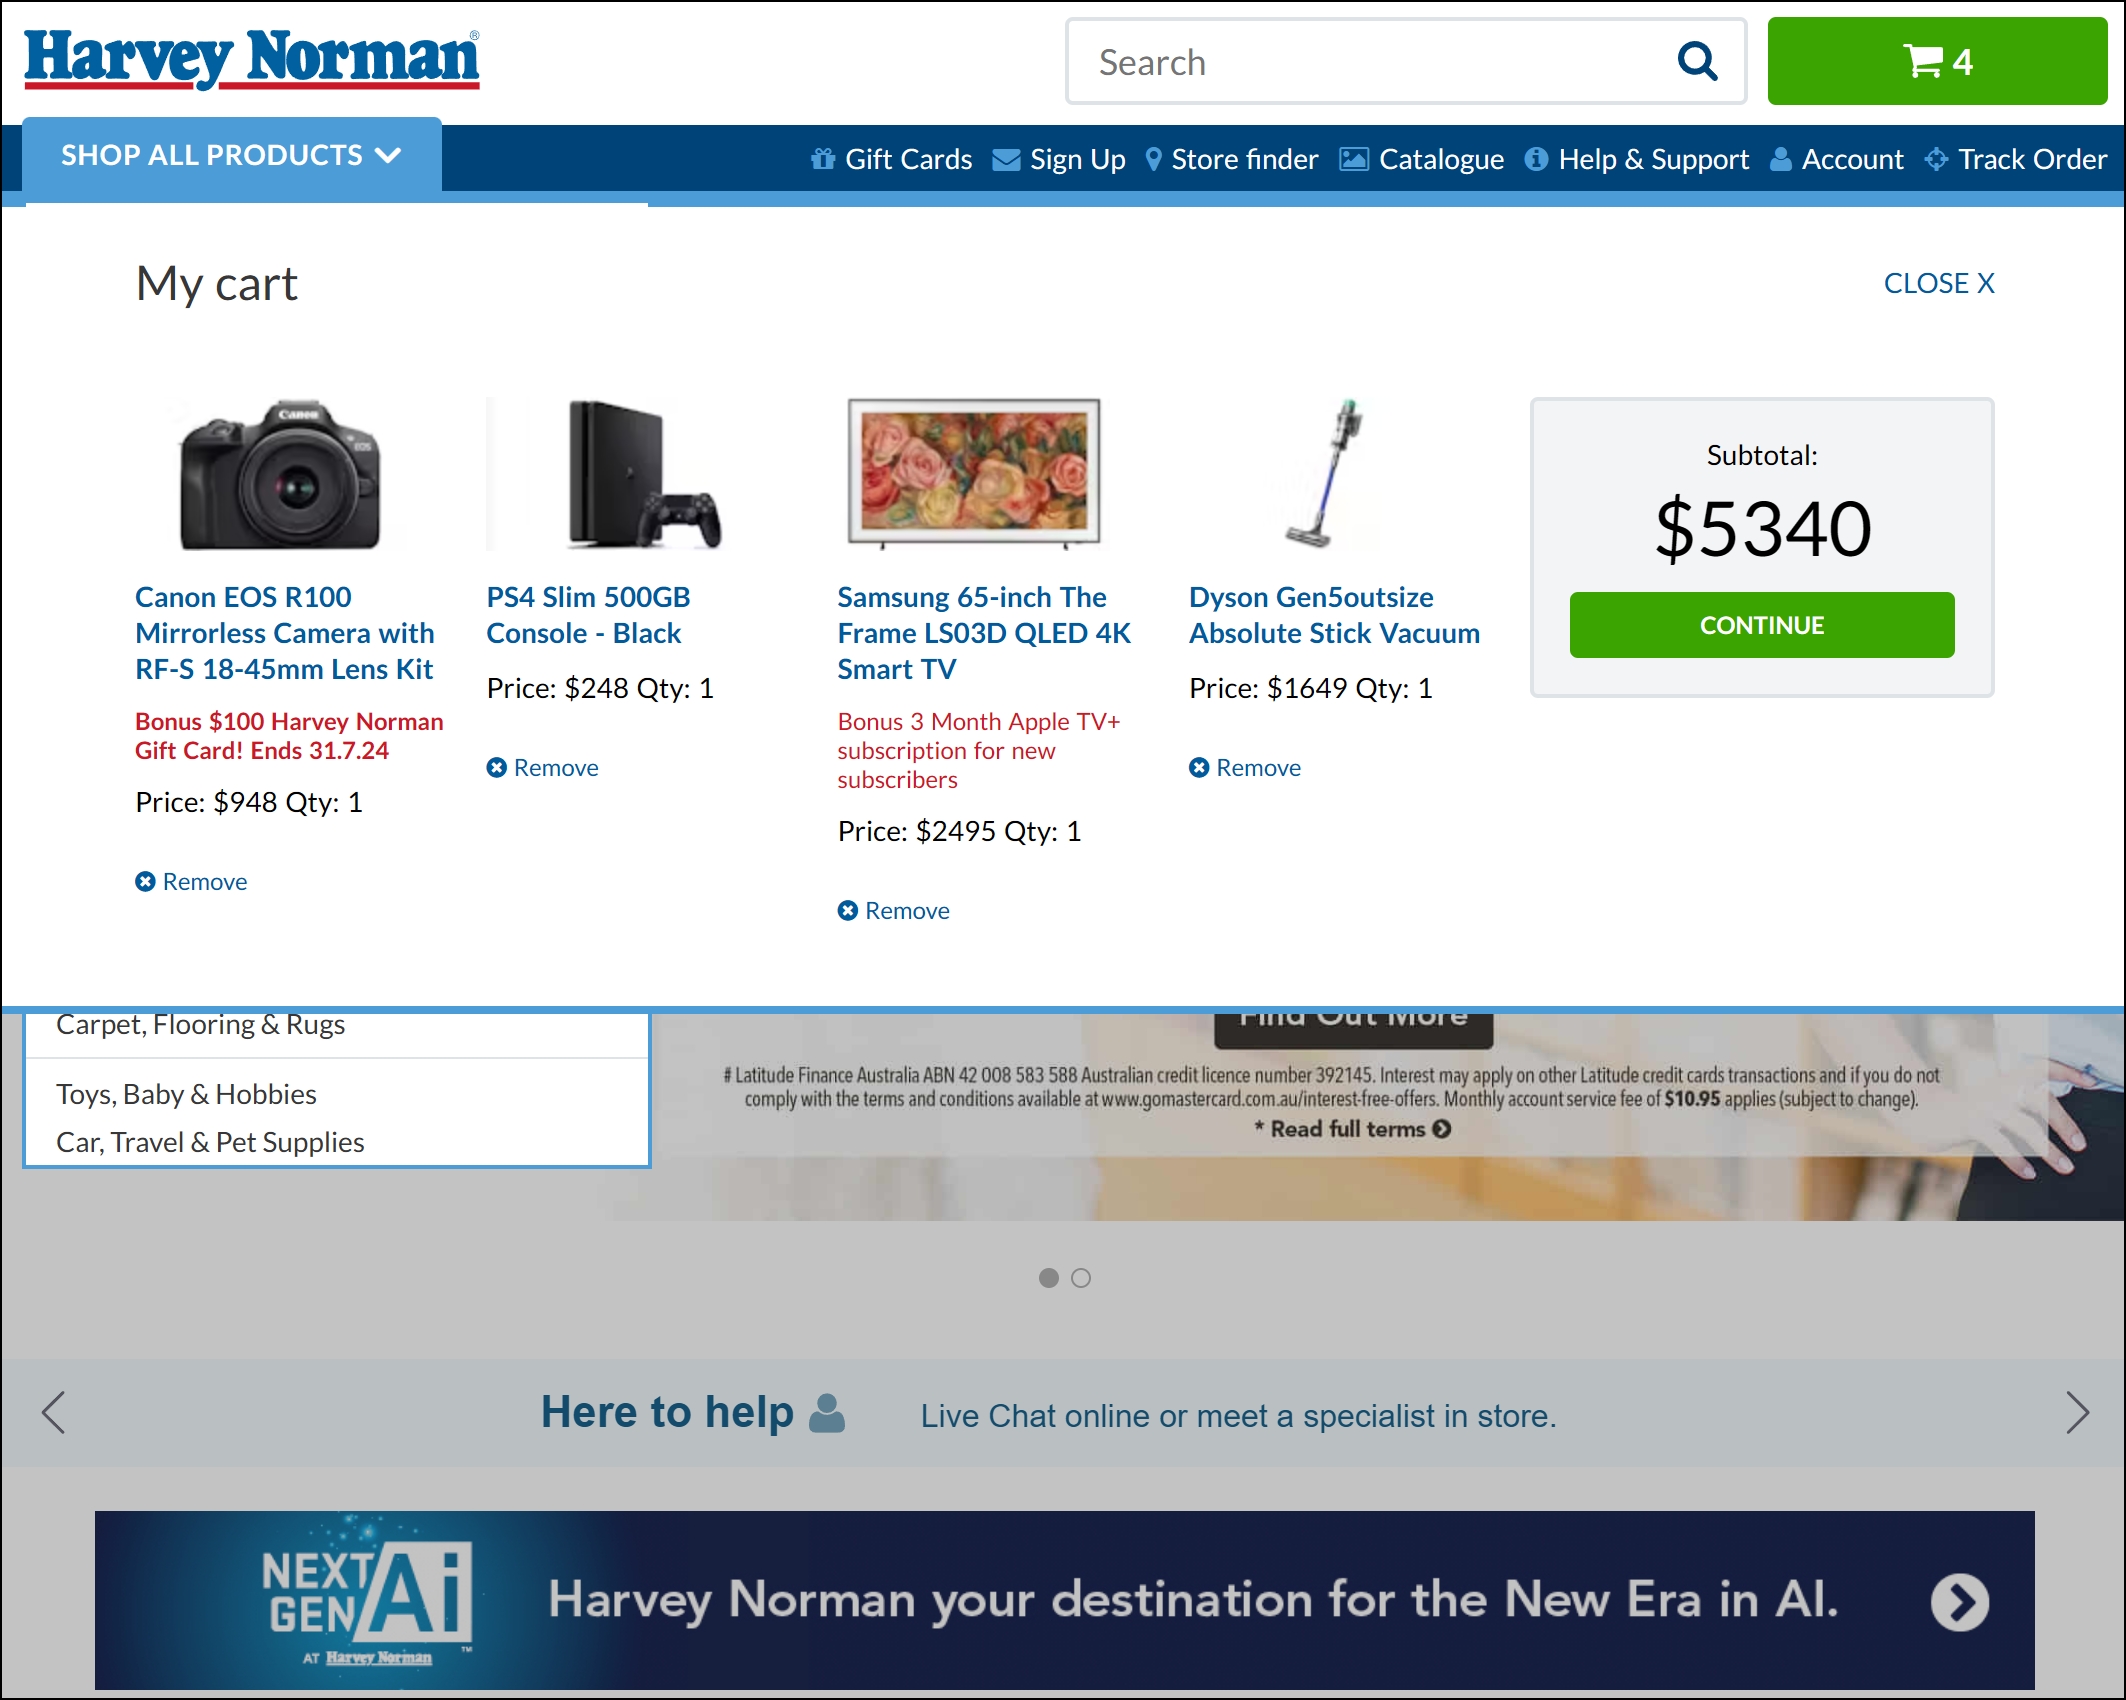 Harvey Norman®
Search
4
SHOP ALL PRODUCTS
Gift Cards
Sign Up
Store finder
Catalogue
Help & Support
Account
Track Order
My cart
CLOSE X
Canon
EOS
Canon EOS R100
Mirrorless Camera with
RF-S 18-45mm Lens Kit
Bonus $100 Harvey Norman
Gift Card! Ends 31.7.24
Price: $948 Qty: 1
Remove
PS4 Slim 500GB
Console - Black
Price: $248 Qty: 1
Remove
Samsung 65-inch The
Frame LS03D QLED 4K
Smart TV
Bonus 3 Month Apple TV+
subscription for new
subscribers
Price: $2495 Qty: 1
Remove
Dyson Gen5outsize
Absolute Stick Vacuum
Price: $1649 Qty: 1
Remove
Subtotal:
$5340
CONTINUE
Carpet, Flooring & Rugs
Toys, Baby & Hobbies
Car, Travel & Pet Supplies
Find Out More
# Latitude Finance Australia ABN 42 008 583 588 Australian credit licence number 392145. Interest may apply on other Latitude credit cards transactions and if you do not
comply with the terms and conditions available at www.gomastercard.com.au/interest-free-offers. Monthly account service fee of $10.95 applies (subject to change).
* Read full terms
Here to help
Live Chat online or meet a specialist in store.
NEXT
GEN
Ai
™
AT Harvey Norman
Harvey Norman your destination for the New Era in AI.